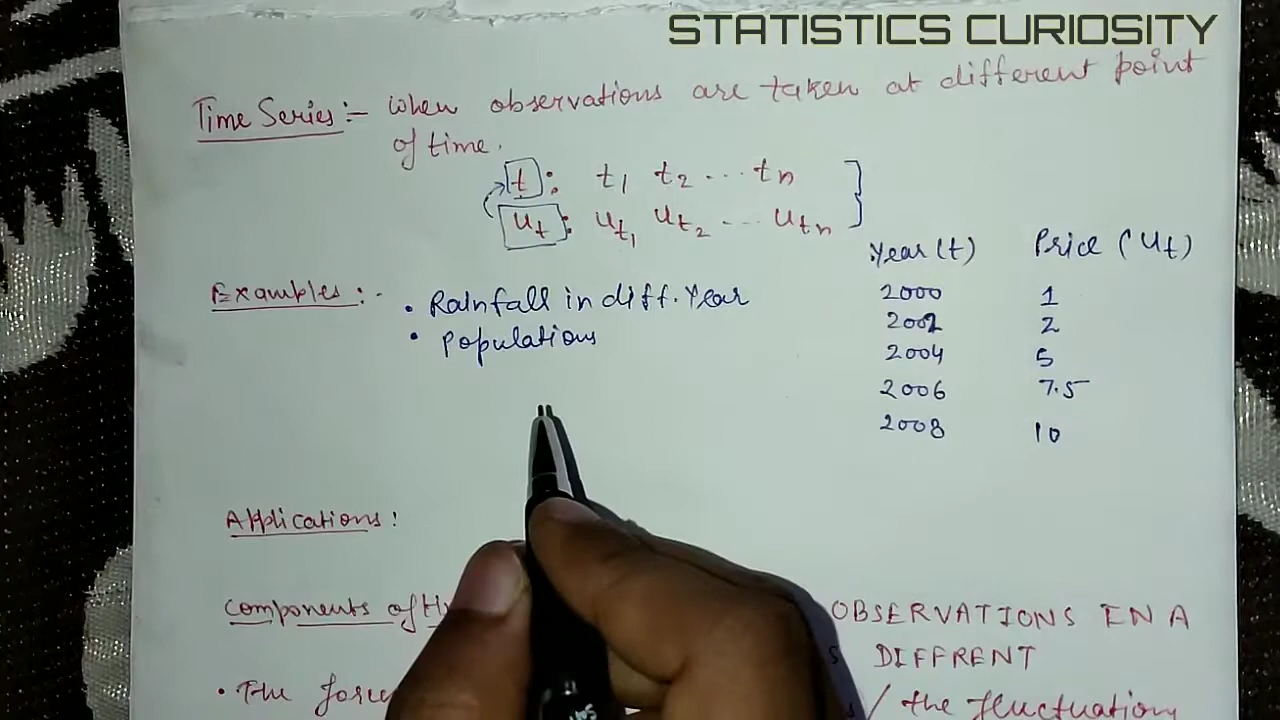 STATISTICS CURIOSITY
Time Series:- When observations are taken at different point
of time.
t : t1 t2 ... tn
ut : ut1 ut2 ... utn
Year (t) Price (Ut)
2000 1
2002 2
2004 5
2006 7.5
2008 10
Examples :-
• Rainfall in diff. Year
• Populations
Applications :
Components of
OBSERVATIONS IN A
DIFFRENT
• The force
/ the fluctuation